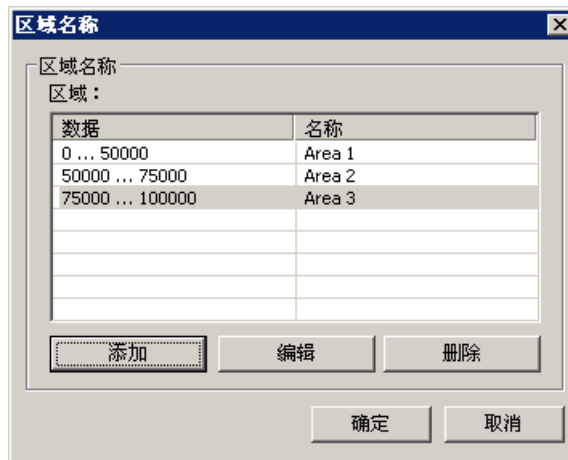 区域名称
区域名称
区域：
数据 名称
0 ... 50000 Area 1
50000 ... 75000 Area 2
75000 ... 100000 Area 3
添加 编辑 删除
确定 取消